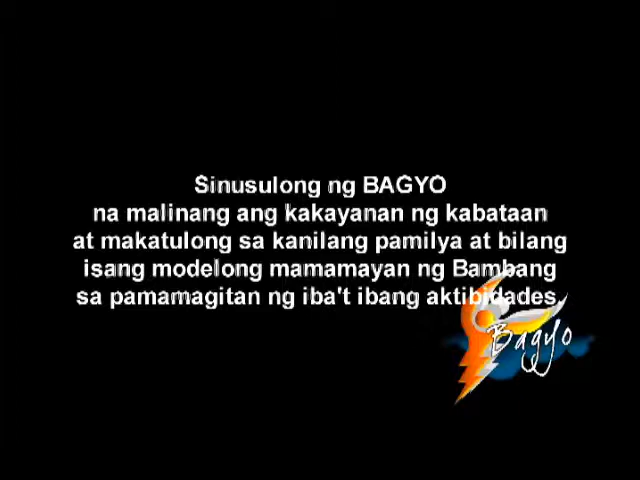 Sinusulong ng BAGYO
na malinang ang kakayanan ng kabataan
at makatulong sa kanilang pamilya at bilang
isang modelong mamamayan ng Bambang
sa pamamagitan ng iba't ibang aktibidades.
Bagyo